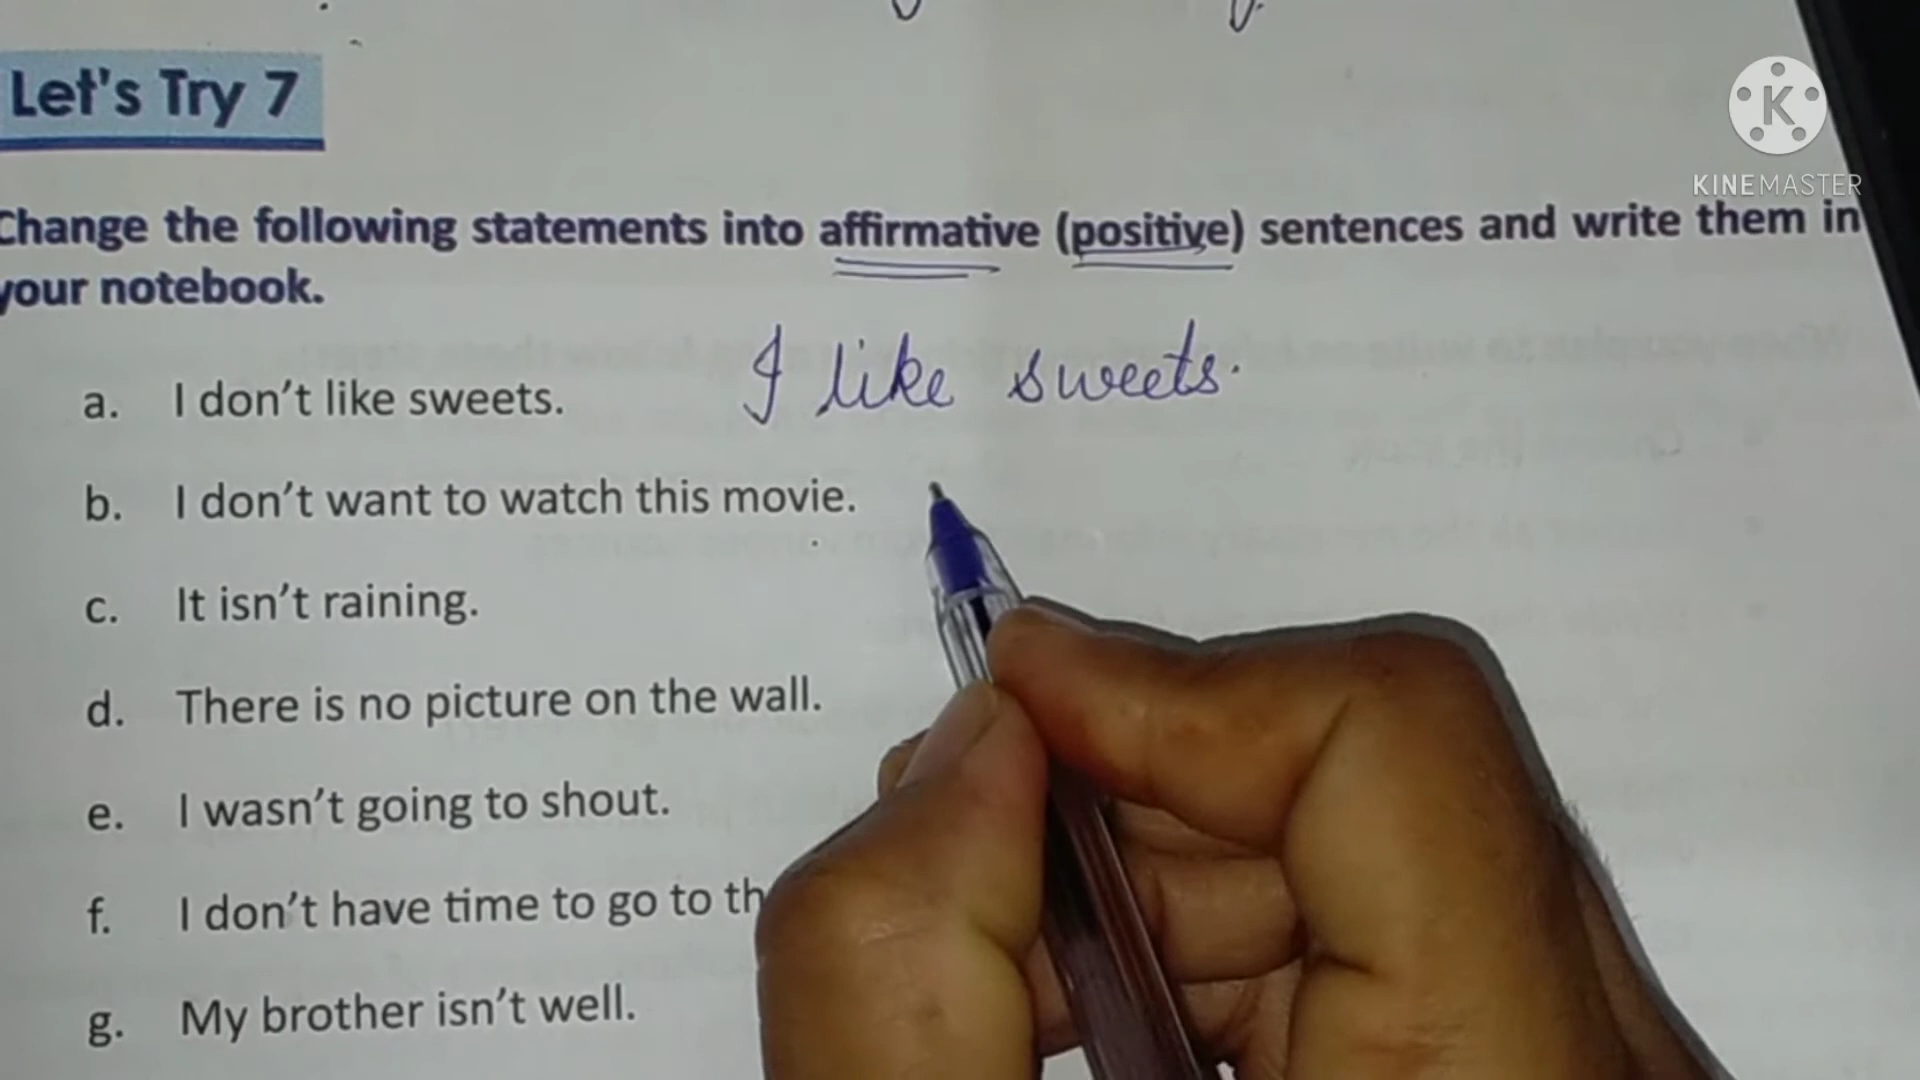 Let's Try 7
KINEMASTER
Change the following statements into affirmative (positive) sentences and write them in
your notebook.
a. I don't like sweets. I like sweets.
b. I don't want to watch this movie.
c. It isn't raining.
d. There is no picture on the wall.
e. I wasn't going to shout.
f. I don't have time to go to th
g. My brother isn't well.